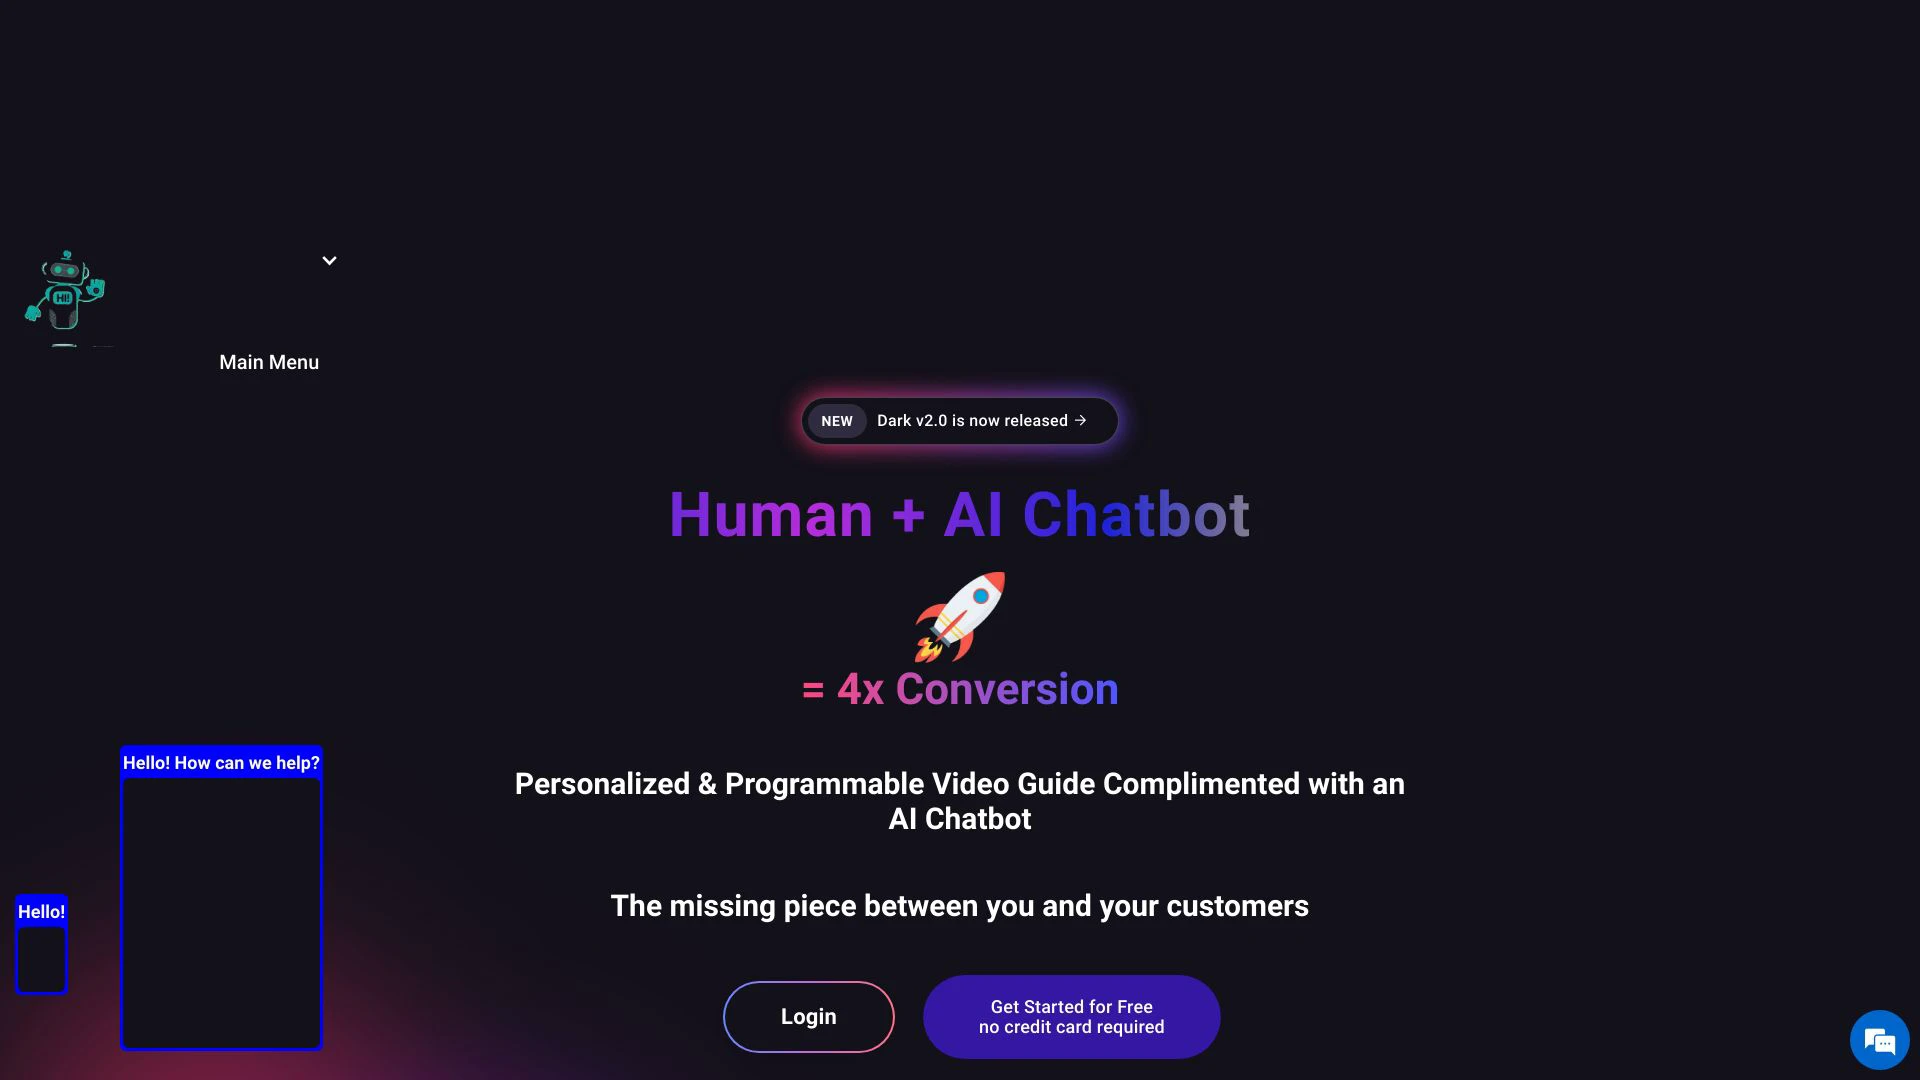 HI!
Main Menu
NEW Dark v2.0 is now released →
Human + AI Chatbot
= 4x Conversion
Personalized & Programmable Video Guide Complimented with an
AI Chatbot
The missing piece between you and your customers
Hello! How can we help?
Hello!
Login
Get Started for Free
no credit card required